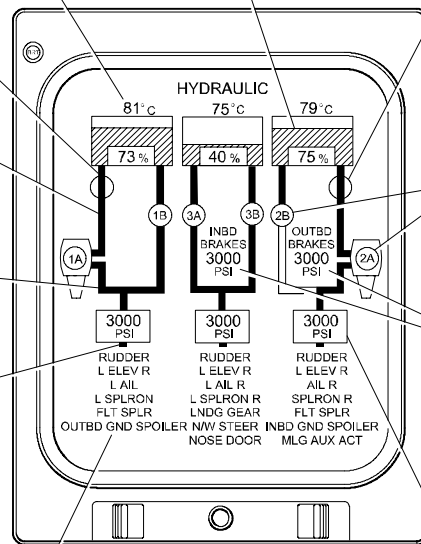 BRT
HYDRAULIC
81°C 75°C 79°C
73 % 40 % 75 %
1B 3A 3B 2B
INBD BRAKES 3000 PSI
OUTBD BRAKES 3000 PSI
1A 2A
3000 PSI 3000 PSI 3000 PSI
RUDDER RUDDER RUDDER
L ELEV R L ELEV R L ELEV R
L AIL L AIL R AIL R
L SPLRON L SPLRON R SPLRON R
FLT SPLR LNDG GEAR FLT SPLR
OUTBD GND SPOILER N/W STEER INBD GND SPOILER
NOSE DOOR MLG AUX ACT